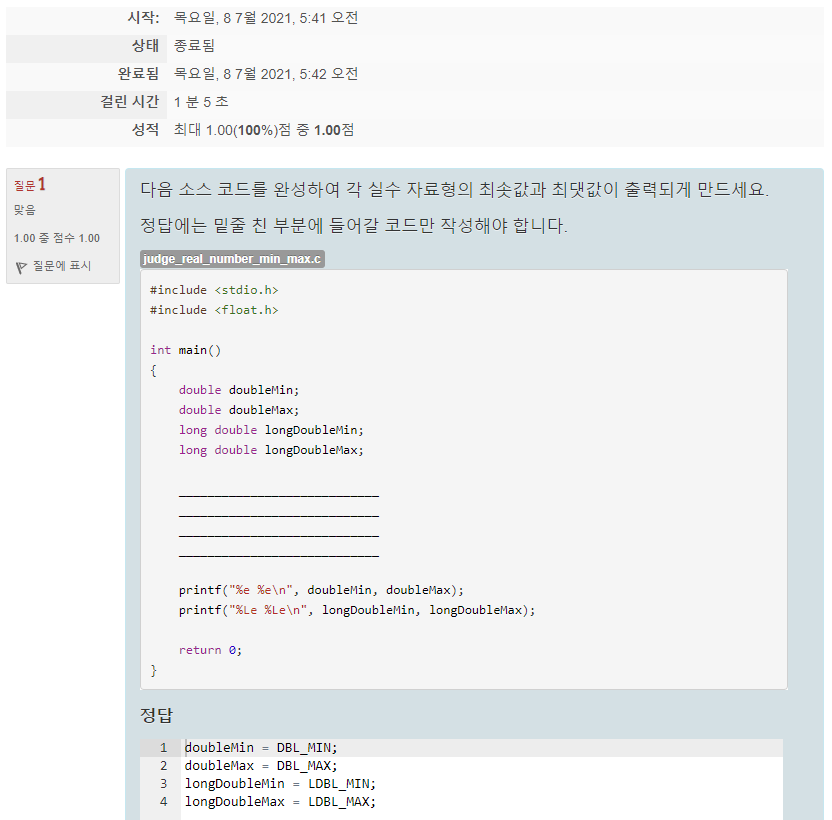 시작: 목요일, 8 7월 2021, 5:41 오전
상태 종료됨
완료됨 목요일, 8 7월 2021, 5:42 오전
걸린 시간 1 분 5 초
성적 최대 1.00(100%)점 중 1.00점
질문 1
맞음
1.00 중 점수 1.00
질문에 표시
다음 소스 코드를 완성하여 각 실수 자료형의 최솟값과 최댓값이 출력되게 만드세요.
정답에는 밑줄 친 부분에 들어갈 코드만 작성해야 합니다.
judge_real_number_min_max.c
#include <stdio.h>
#include <float.h>
int main()
{
double doubleMin;
double doubleMax;
long double longDoubleMin;
long double longDoubleMax;
____________________________
____________________________
____________________________
____________________________
printf("%e %e\n", doubleMin, doubleMax);
printf("%Le %Le\n", longDoubleMin, longDoubleMax);
return 0;
}
정답
1 doubleMin = DBL_MIN;
2 doubleMax = DBL_MAX;
3 longDoubleMin = LDBL_MIN;
4 longDoubleMax = LDBL_MAX;